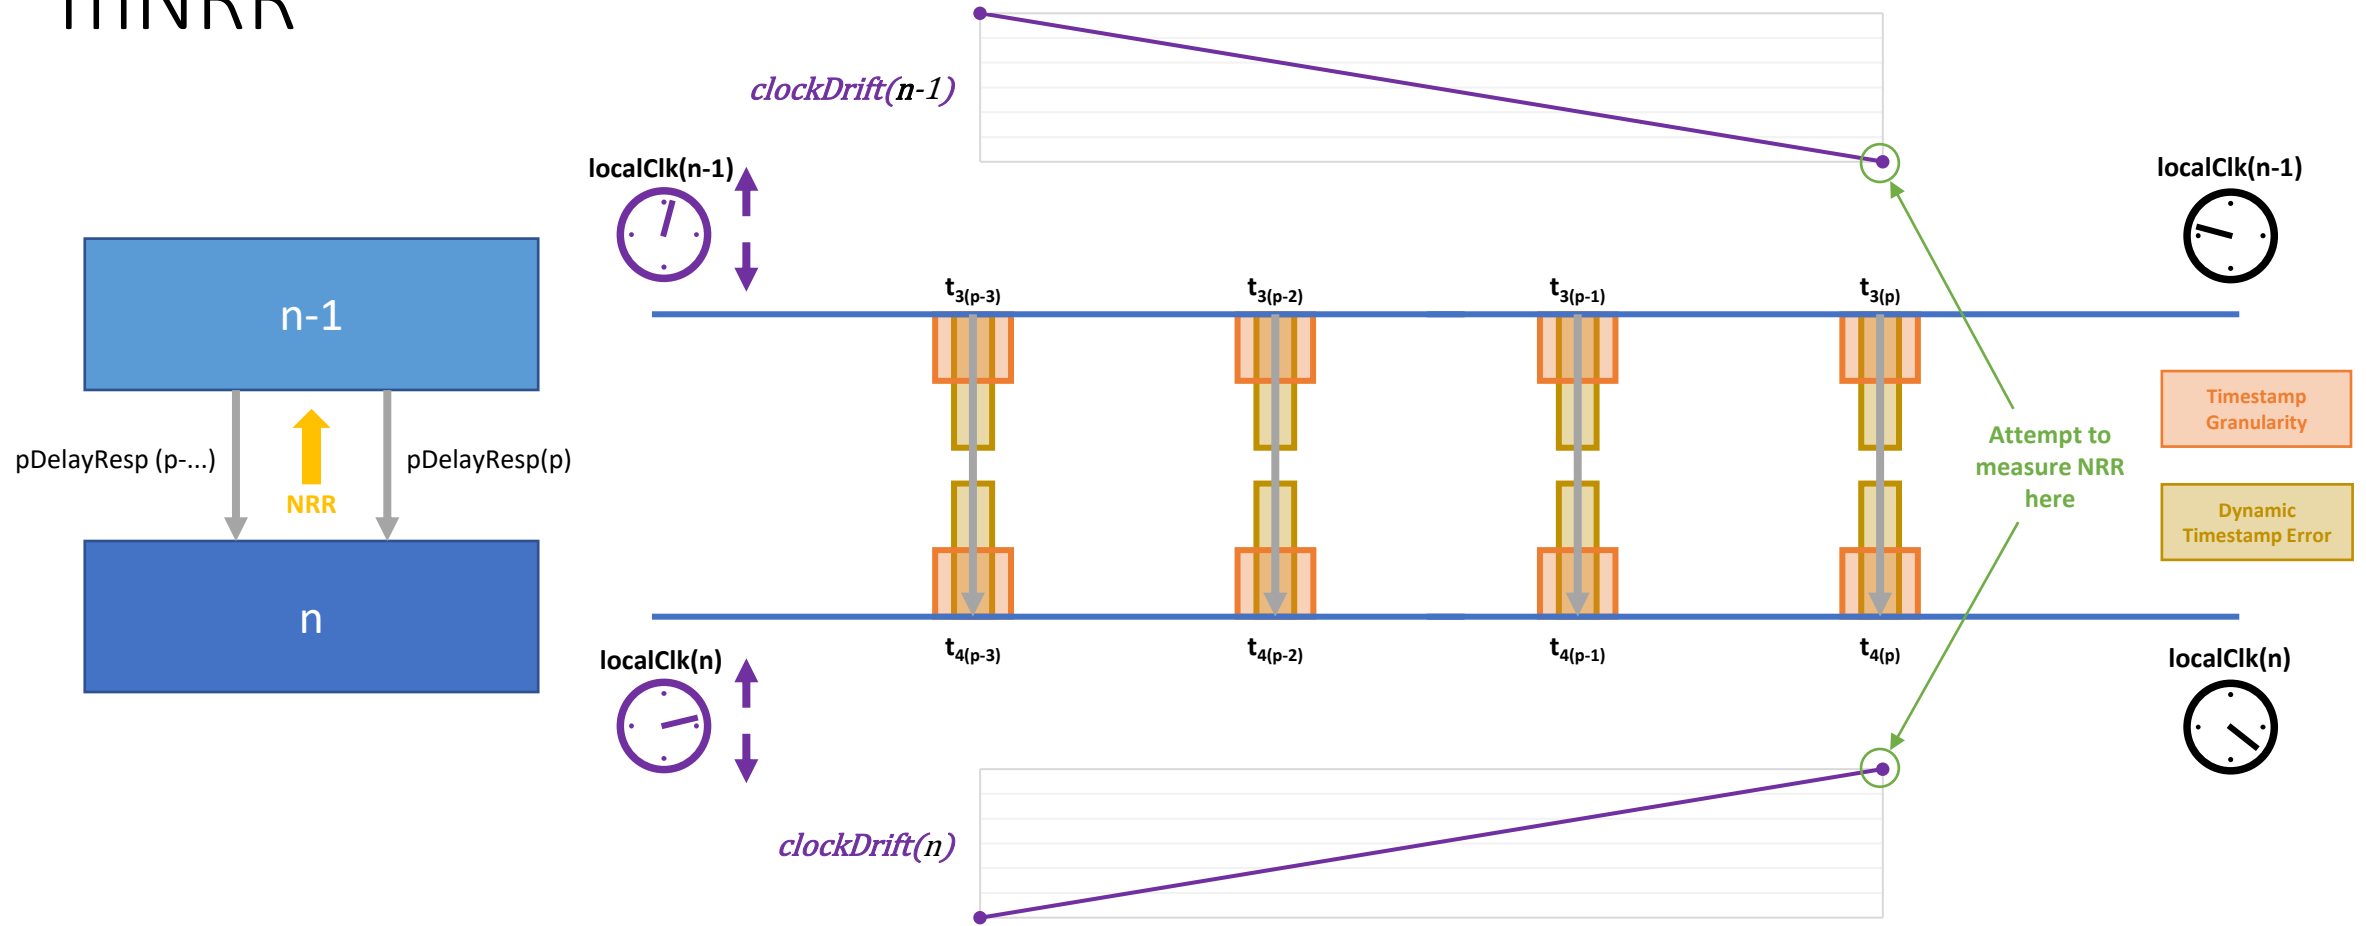 mNRR
clockDrift(n-1)
localClk(n-1)
localClk(n-1)
n-1
t3(p-3)
t3(p-2)
t3(p-1)
t3(p)
Timestamp
Granularity
pDelayResp (p-...)
NRR
pDelayResp(p)
Attempt to
measure NRR
here
Dynamic
Timestamp Error
n
t4(p-3)
t4(p-2)
t4(p-1)
t4(p)
localClk(n)
localClk(n)
clockDrift(n)